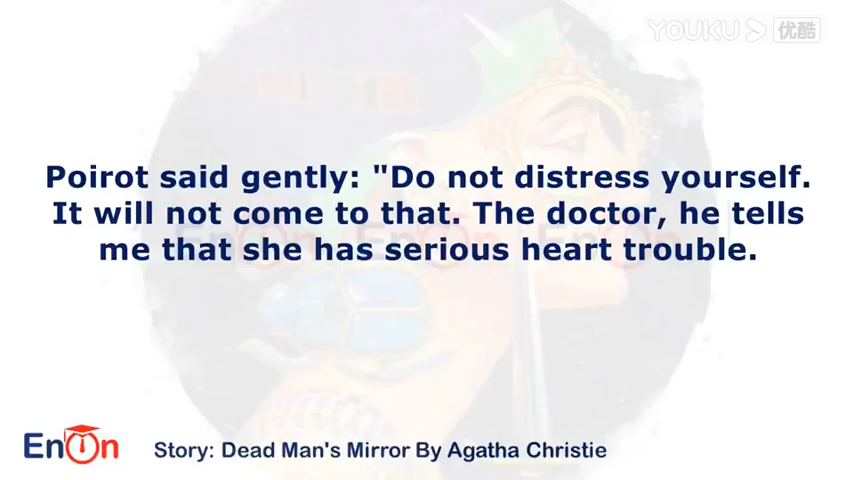 YOUKU 优酷
Poirot said gently: "Do not distress yourself.
It will not come to that. The doctor, he tells
me that she has serious heart trouble.
EnOn
Story: Dead Man's Mirror By Agatha Christie